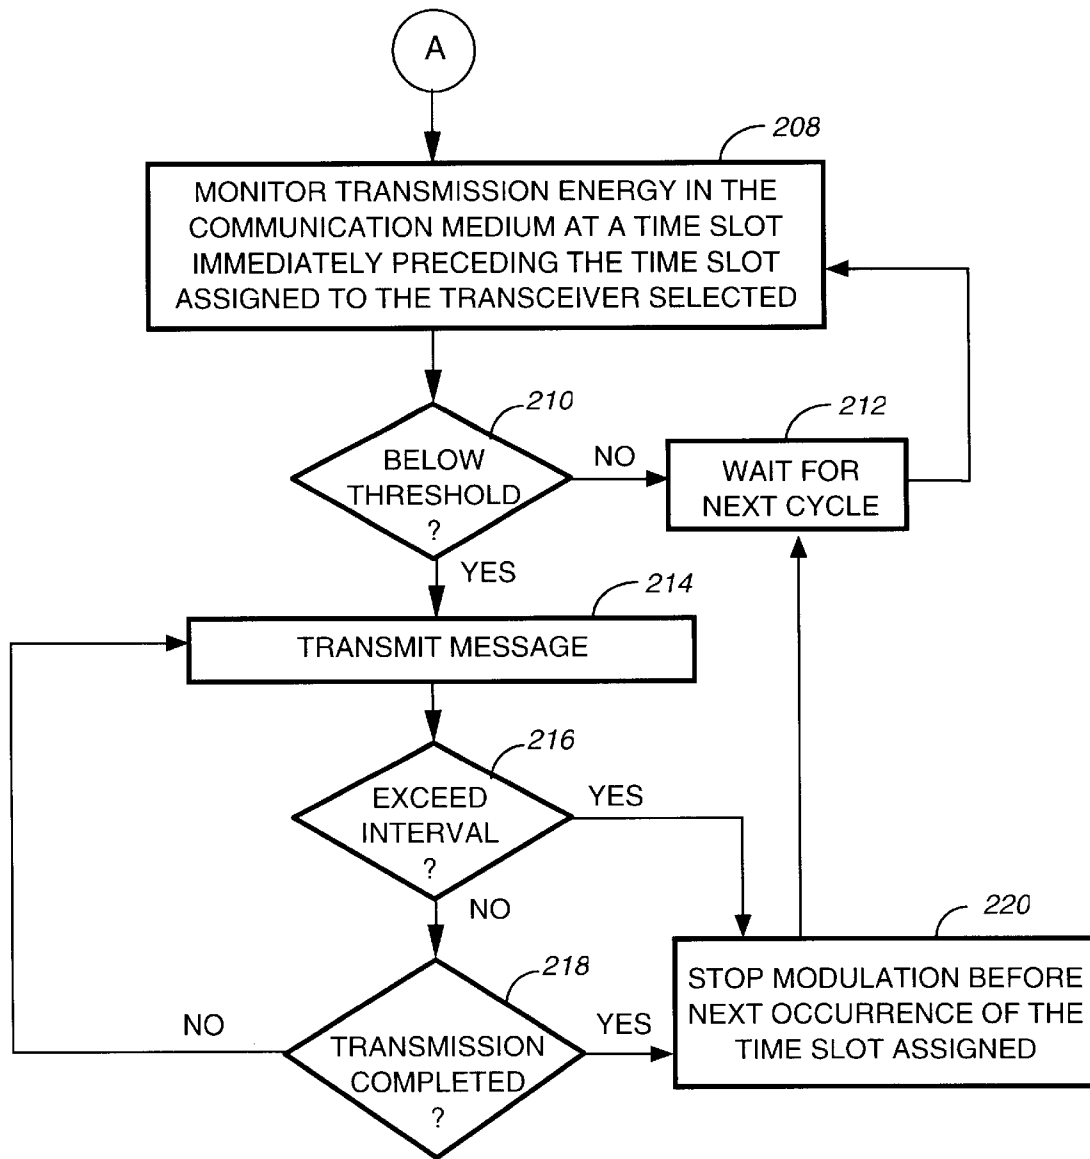 A
208
MONITOR TRANSMISSION ENERGY IN THE
COMMUNICATION MEDIUM AT A TIME SLOT
IMMEDIATELY PRECEDING THE TIME SLOT
ASSIGNED TO THE TRANSCEIVER SELECTED
210
BELOW
THRESHOLD
?
NO
212
WAIT FOR
NEXT CYCLE
YES
214
TRANSMIT MESSAGE
216
EXCEED
INTERVAL
?
YES
NO
218
TRANSMISSION
COMPLETED
?
NO
YES
220
STOP MODULATION BEFORE
NEXT OCCURRENCE OF THE
TIME SLOT ASSIGNED